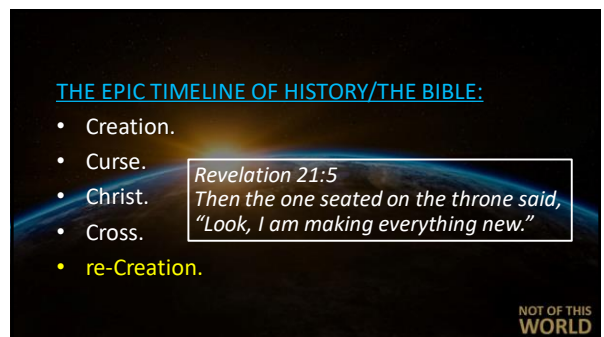 THE EPIC TIMELINE OF HISTORY/THE BIBLE:
• Creation.
• Curse.
• Christ.
• Cross.
• re-Creation.
Revelation 21:5
Then the one seated on the throne said,
“Look, I am making everything new.”
NOT OF THIS
WORLD